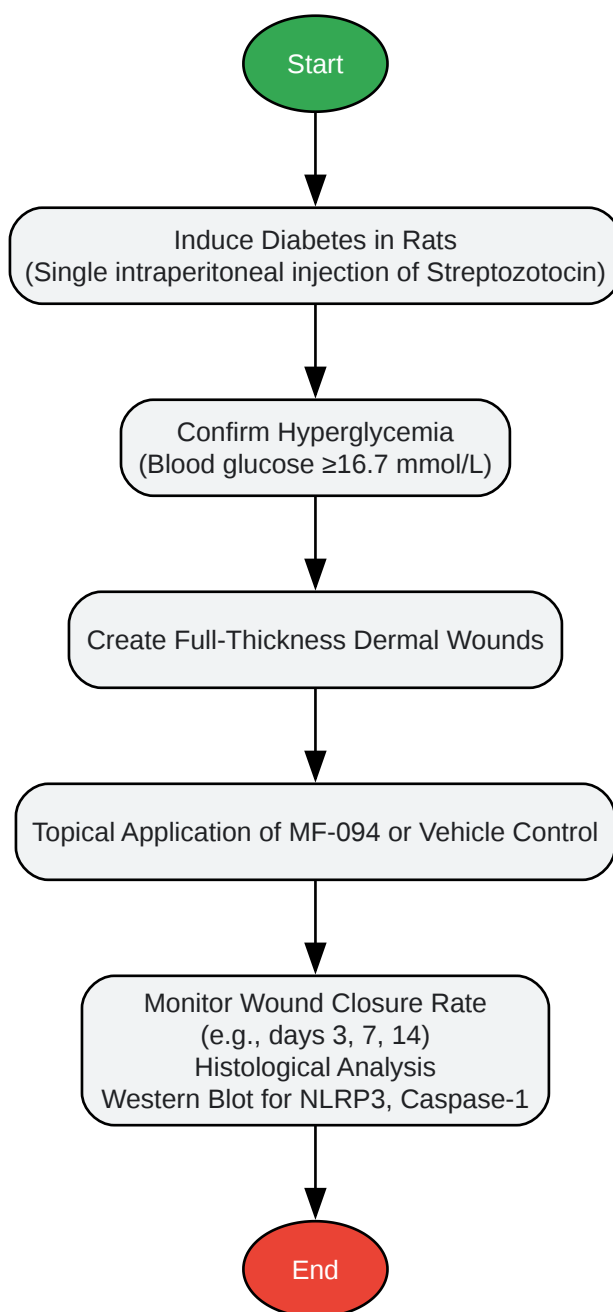 Start
Induce Diabetes in Rats
(Single intraperitoneal injection of Streptozotocin)
Confirm Hyperglycemia
(Blood glucose ≥16.7 mmol/L)
Create Full-Thickness Dermal Wounds
Topical Application of MF-094 or Vehicle Control
Monitor Wound Closure Rate
(e.g., days 3, 7, 14)
Histological Analysis
Western Blot for NLRP3, Caspase-1
End